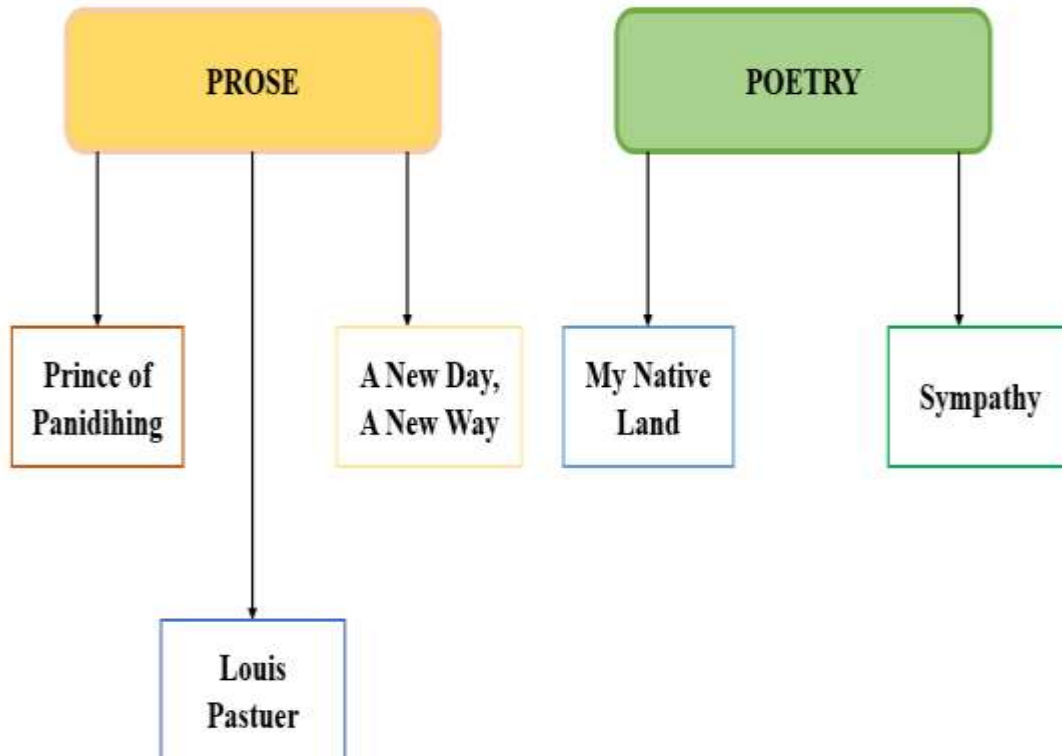 PROSE
POETRY
Prince of
Panidihing
A New Day,
A New Way
My Native
Land
Sympathy
Louis
Pastuer